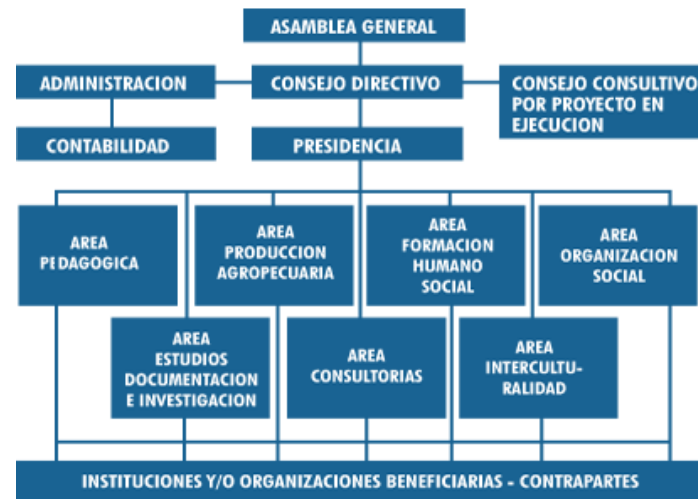 ASAMBLEA GENERAL
ADMINISTRACION
CONSEJO DIRECTIVO
CONSEJO CONSULTIVO
POR PROYECTO EN
EJECUCION
CONTABILIDAD
PRESIDENCIA
AREA
PEDAGOGICA
AREA
PRODUCCION
AGROPECUARIA
AREA
FORMACION
HUMANO
SOCIAL
AREA
ORGANIZACION
SOCIAL
AREA
ESTUDIOS
DOCUMENTACION
E INVESTIGACION
AREA
CONSULTORIAS
AREA
INTERCULTU-
RALIDAD
INSTITUCIONES Y/O ORGANIZACIONES BENEFICIARIAS - CONTRAPARTES